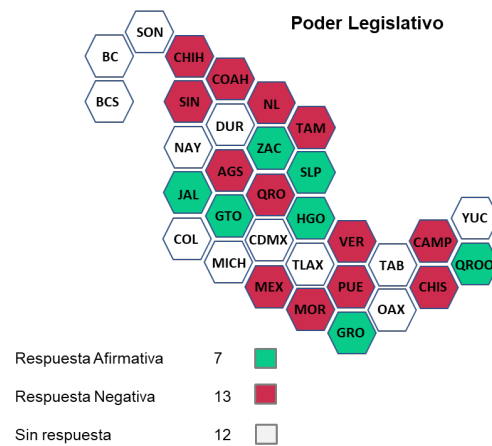 Poder Legislativo
SON
BC
CHIH
COAH
BCS
SIN
NL
DUR
TAM
NAY
ZAC
AGS
SLP
JAL
QRO
GTO
HGO
YUC
COL
CDMX
VER
CAMP
MICH
TLAX
TAB
QROO
MEX
PUE
CHIS
MOR
OAX
GRO
Respuesta Afirmativa 7
Respuesta Negativa 13
Sin respuesta 12